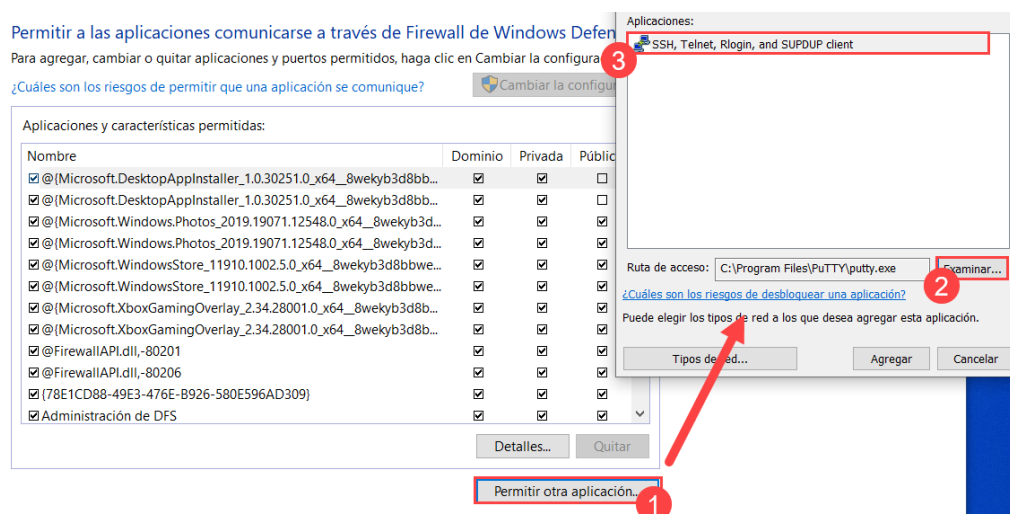 Permitir a las aplicaciones comunicarse a través de Firewall de Windows Defen
Para agregar, cambiar o quitar aplicaciones y puertos permitidos, haga clic en Cambiar la configura
¿Cuáles son los riesgos de permitir que una aplicación se comunique?
Cambiar la configu
Aplicaciones y características permitidas:
Nombre Dominio Privada Públic
@{Microsoft.DesktopAppInstaller_1.0.30251.0_x64__8wekyb3d8bb...
@{Microsoft.DesktopAppInstaller_1.0.30251.0_x64__8wekyb3d8bb...
@{Microsoft.Windows.Photos_2019.19071.12548.0_x64__8wekyb3d...
@{Microsoft.Windows.Photos_2019.19071.12548.0_x64__8wekyb3d...
@{Microsoft.WindowsStore_11910.1002.5.0_x64__8wekyb3d8bbwe...
@{Microsoft.WindowsStore_11910.1002.5.0_x64__8wekyb3d8bbwe...
@{Microsoft.XboxGamingOverlay_2.34.28001.0_x64__8wekyb3d8b...
@{Microsoft.XboxGamingOverlay_2.34.28001.0_x64__8wekyb3d8b...
@FirewallAPI.dll,-80201
@FirewallAPI.dll,-80206
{78E1CD88-49E3-476E-B926-580E596AD309}
Administración de DFS
Detalles... Quitar
Permitir otra aplicación...
1
Aplicaciones:
SSH, Telnet, Rlogin, and SUPDUP client
3
Ruta de acceso: C:\Program Files\PuTTY\putty.exe Examinar...
2
¿Cuáles son los riesgos de desbloquear una aplicación?
Puede elegir los tipos de red a los que desea agregar esta aplicación.
Tipos de red... Agregar Cancelar